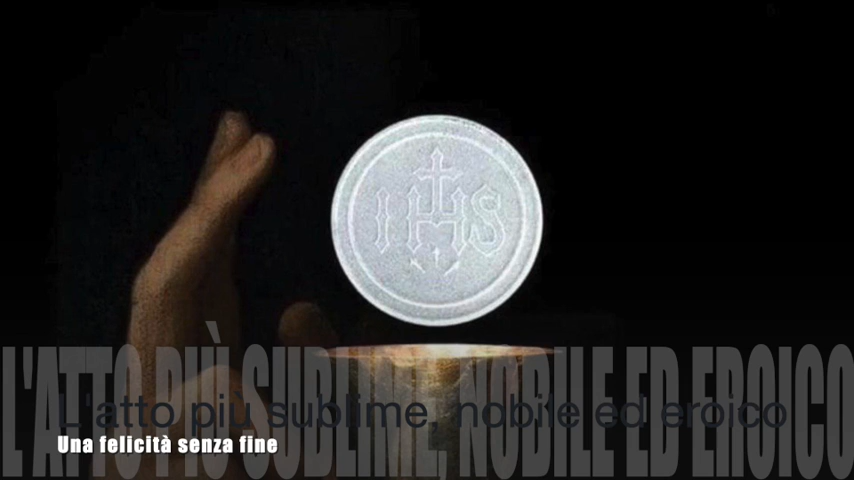 IHS
L'ATTO PIÙ SUBLIME, NOBILE ED EROICO
L'atto più sublime, nobile ed eroico
Una felicità senza fine